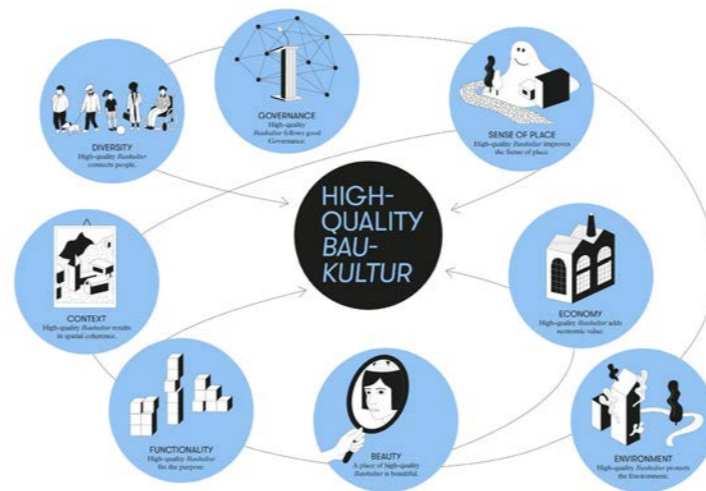 GOVERNANCE
High-quality
Baukultur follows good
Governance.
SENSE OF PLACE
High-quality Baukultur improves
the Sense of place.
DIVERSITY
High-quality Baukultur
connects people.
HIGH-
QUALITY
BAU-
KULTUR
CONTEXT
High-quality Baukultur results
in spatial coherence.
ECONOMY
High-quality Baukultur adds
economic value.
FUNCTIONALITY
High-quality Baukultur
fits the purpose.
BEAUTY
A place of high-quality
Baukultur is beautiful.
ENVIRONMENT
High-quality Baukultur protects
the Environment.